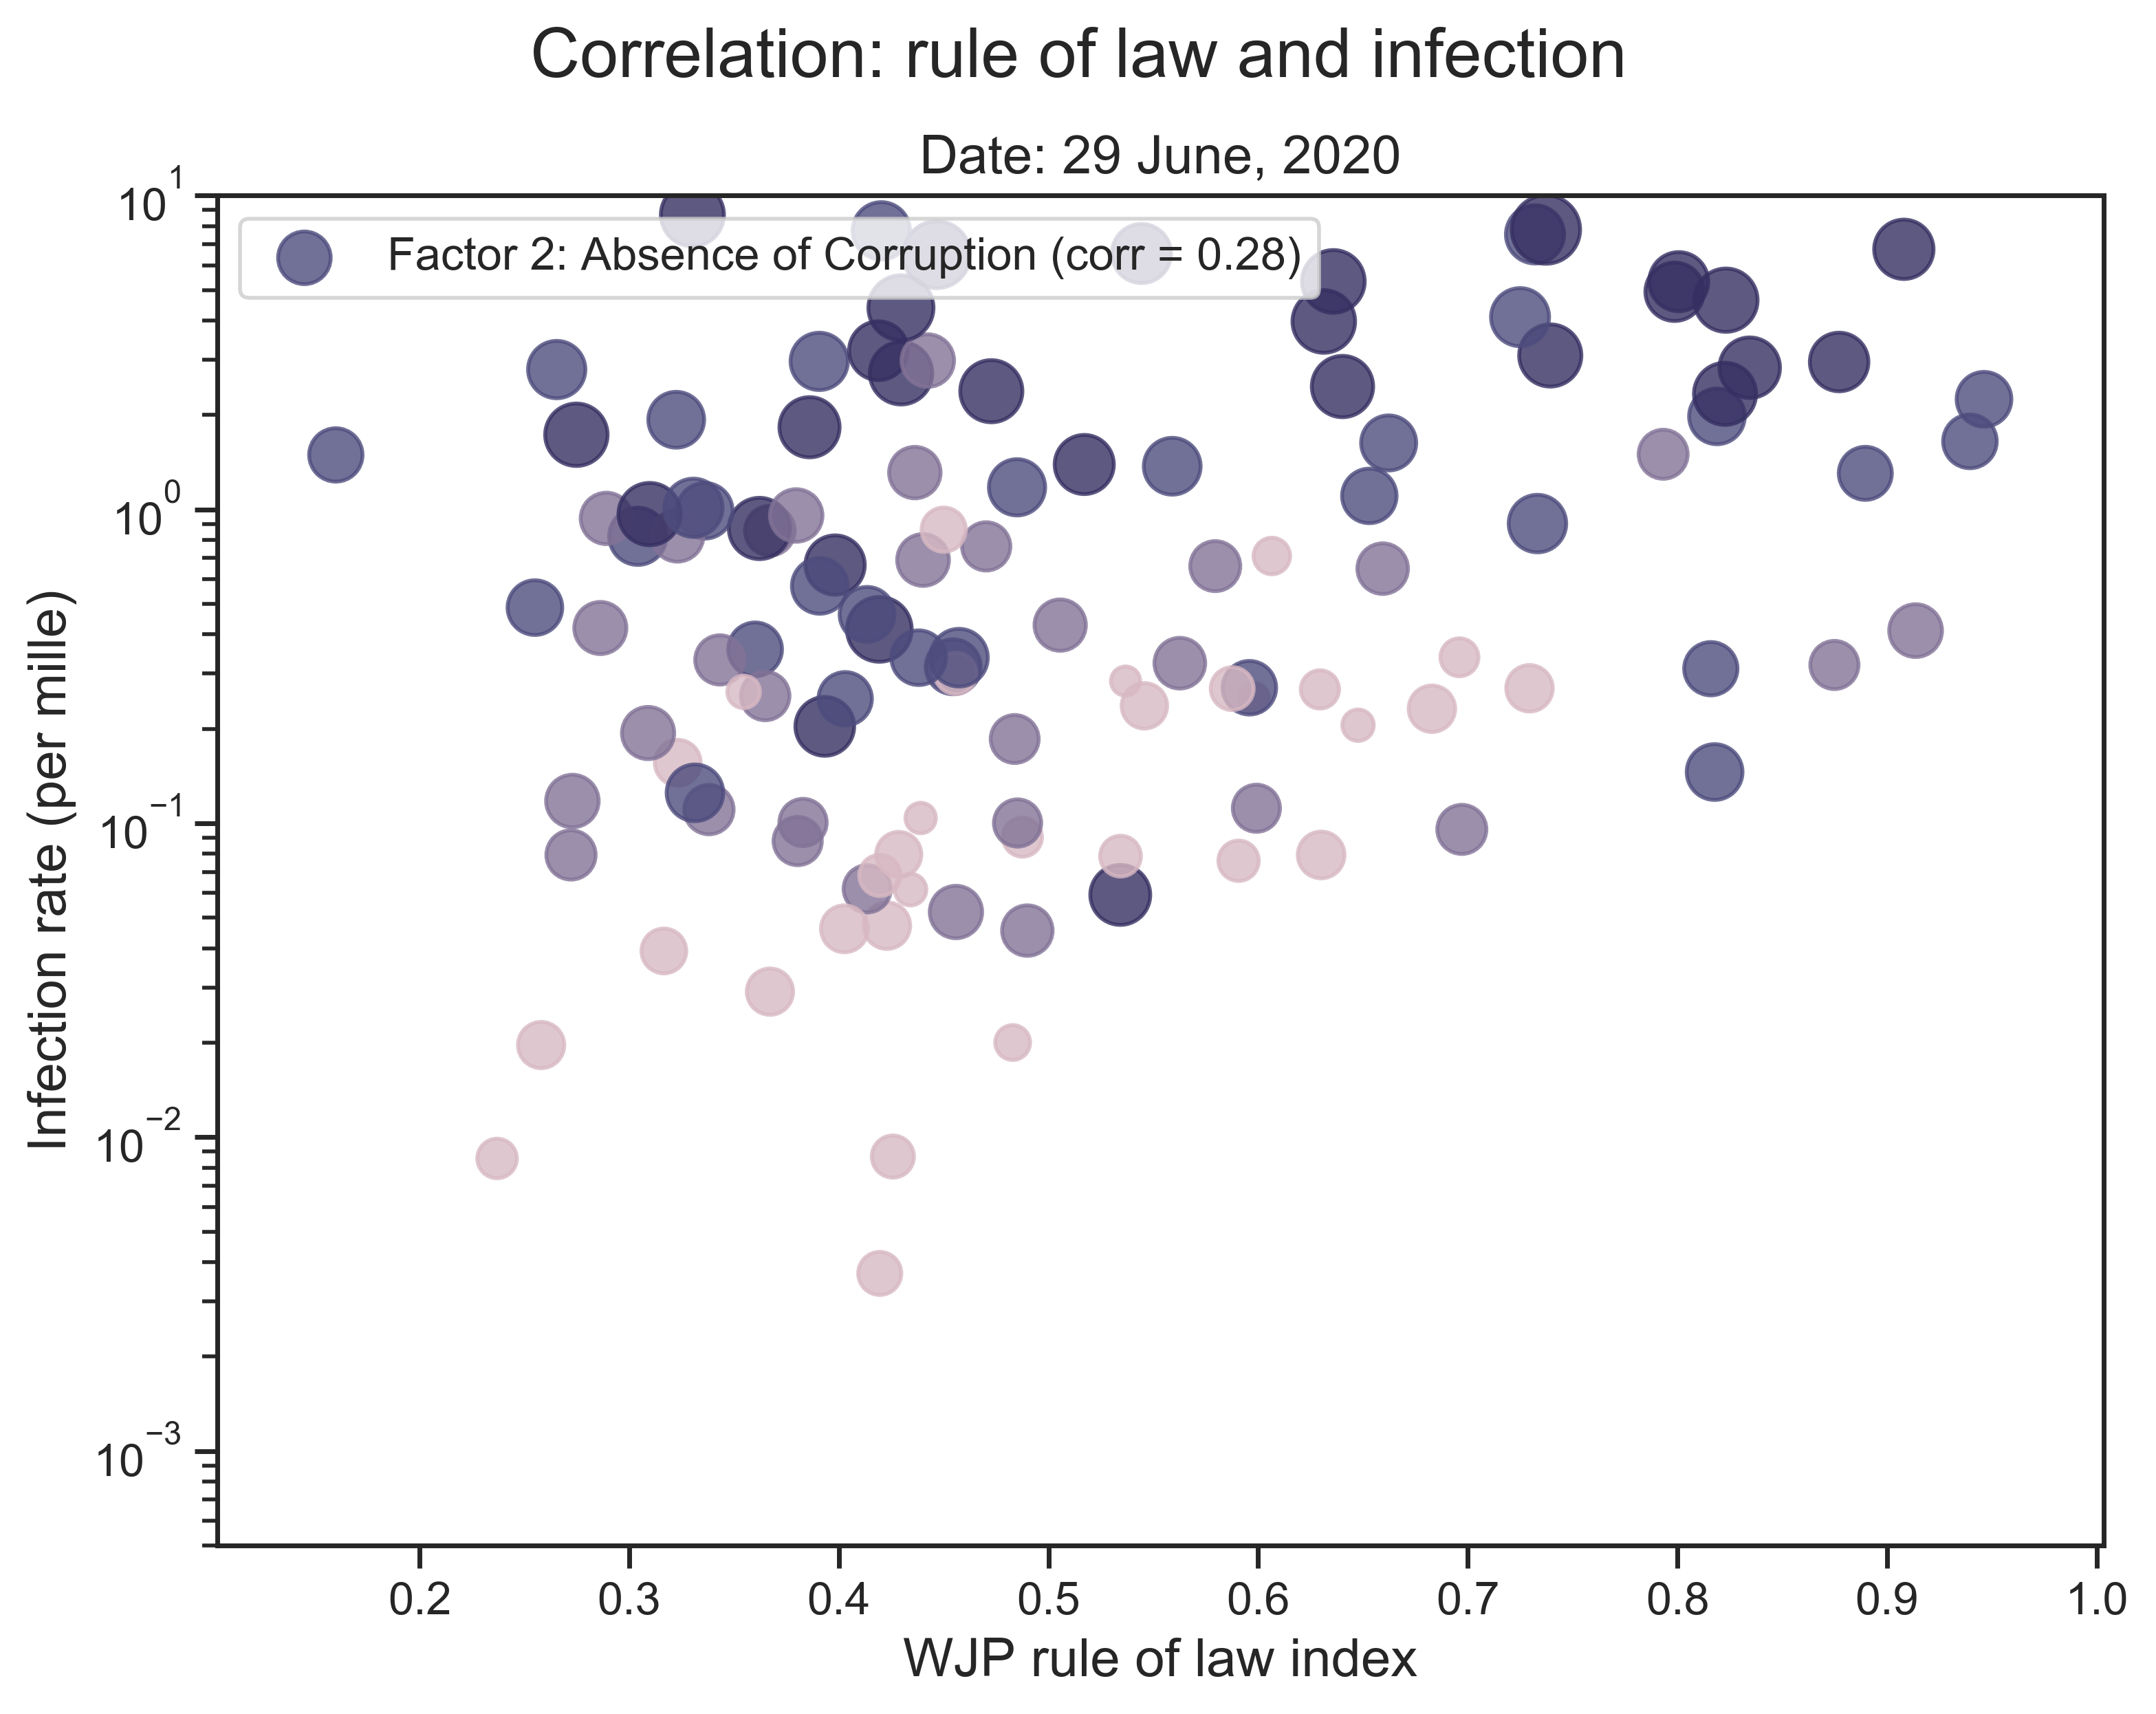 Correlation: rule of law and infection
Date: 29 June, 2020
Factor 2: Absence of Corruption (corr = 0.28)
Infection rate (per mille)
10^1
10^0
10^−1
10^−2
10^−3
0.2 0.3 0.4 0.5 0.6 0.7 0.8 0.9 1.0
WJP rule of law index